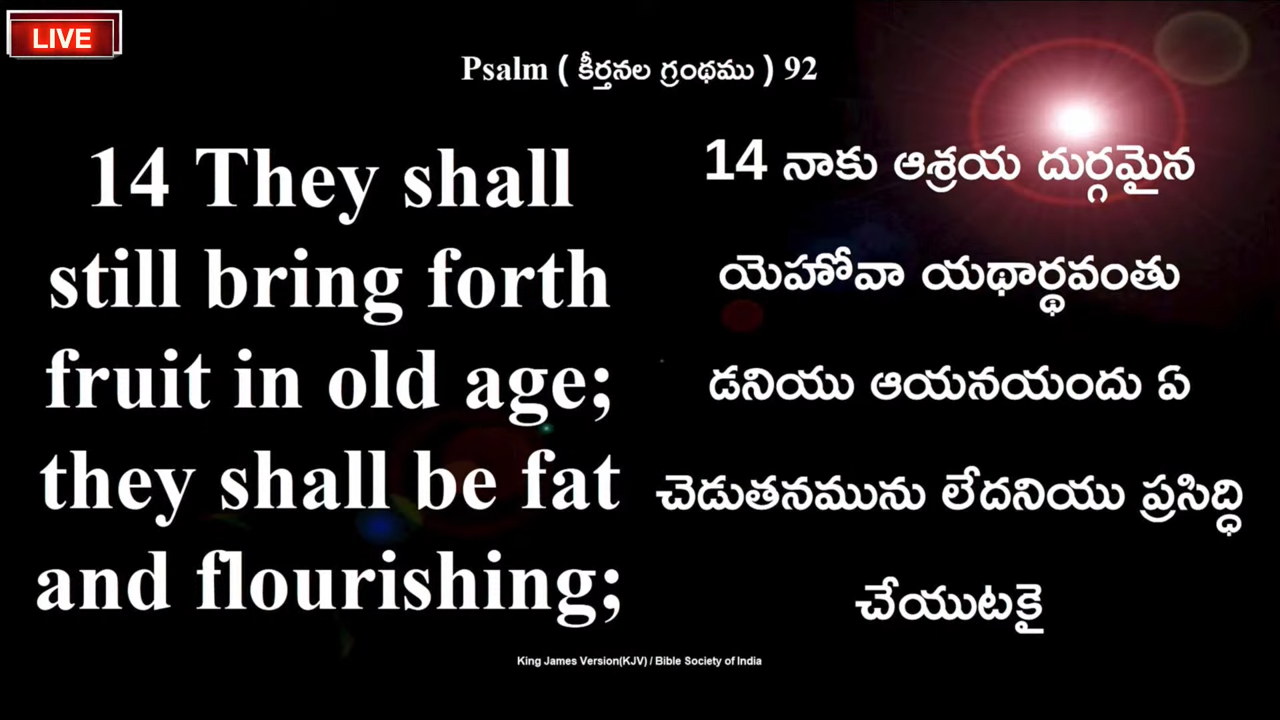 LIVE
Psalm ( కీర్తనల గ్రంథము ) 92
14 They shall
still bring forth
fruit in old age;
they shall be fat
and flourishing;
14 నాకు ఆశ్రయ దుర్గమైన
యెహోవా యథార్థవంతు
డనియు ఆయనయందు ఏ
చెడుతనమును లేదనియు ప్రసిద్ధి
చేయుటకై
King James Version(KJV) / Bible Society of India